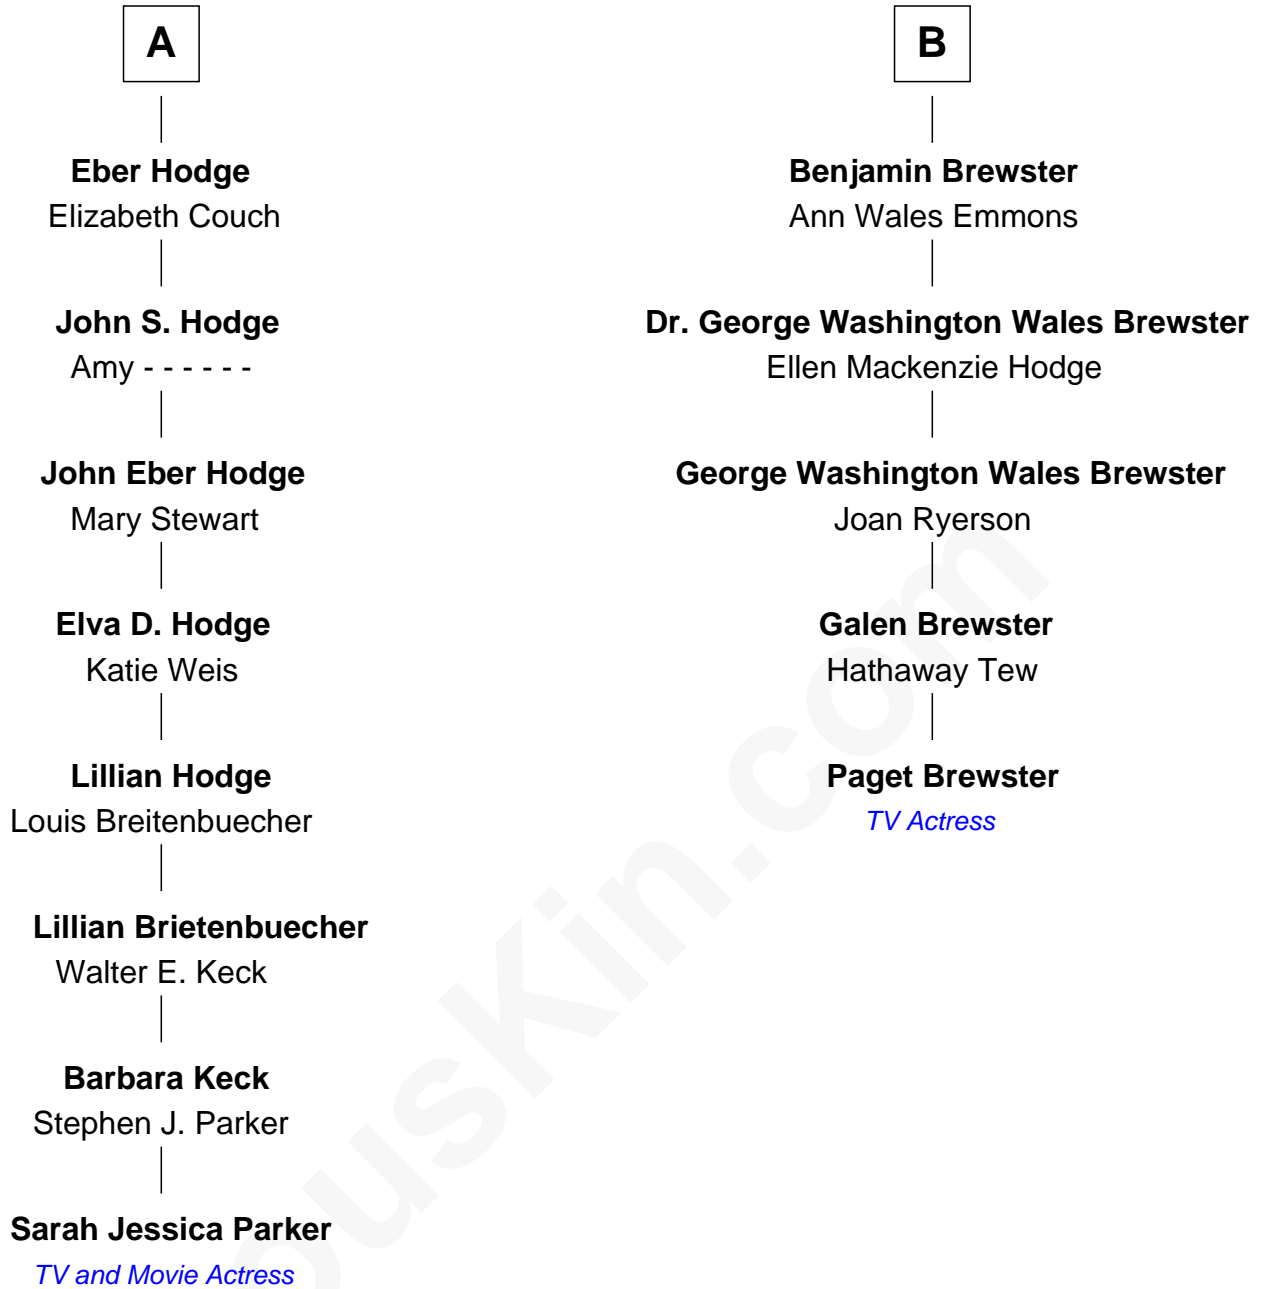 A
Eber Hodge
Elizabeth Couch
John S. Hodge
Amy - - - - - -
John Eber Hodge
Mary Stewart
Elva D. Hodge
Katie Weis
Lillian Hodge
Louis Breitenbuecher
Lillian Brietenbuecher
Walter E. Keck
Barbara Keck
Stephen J. Parker
Sarah Jessica Parker
TV and Movie Actress
B
Benjamin Brewster
Ann Wales Emmons
Dr. George Washington Wales Brewster
Ellen Mackenzie Hodge
George Washington Wales Brewster
Joan Ryerson
Galen Brewster
Hathaway Tew
Paget Brewster
TV Actress
ousKin.com